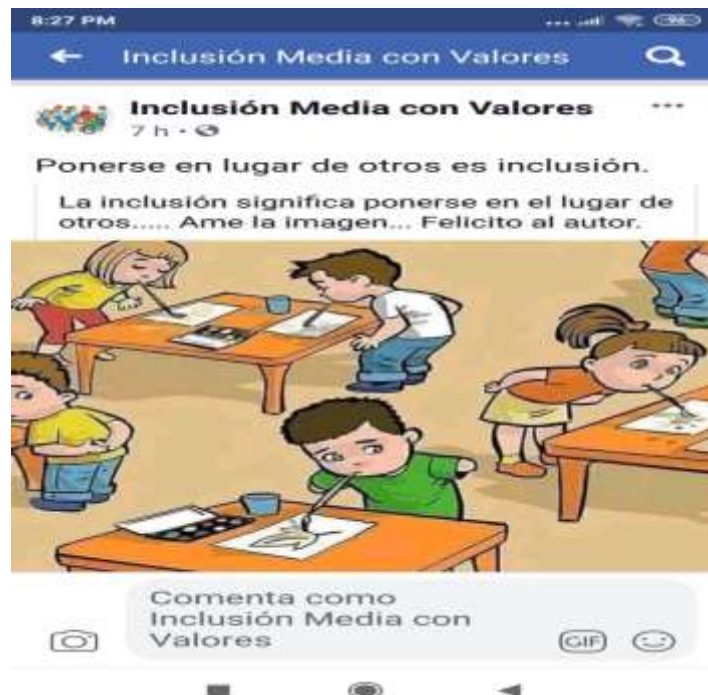 8:27 PM
96
Inclusión Media con Valores
Inclusión Media con Valores
7 h
Ponerse en lugar de otros es inclusión.
La inclusión significa ponerse en el lugar de
otros..... Ame la imagen... Felicito al autor.
Comenta como
Inclusión Media con
Valores
GIF